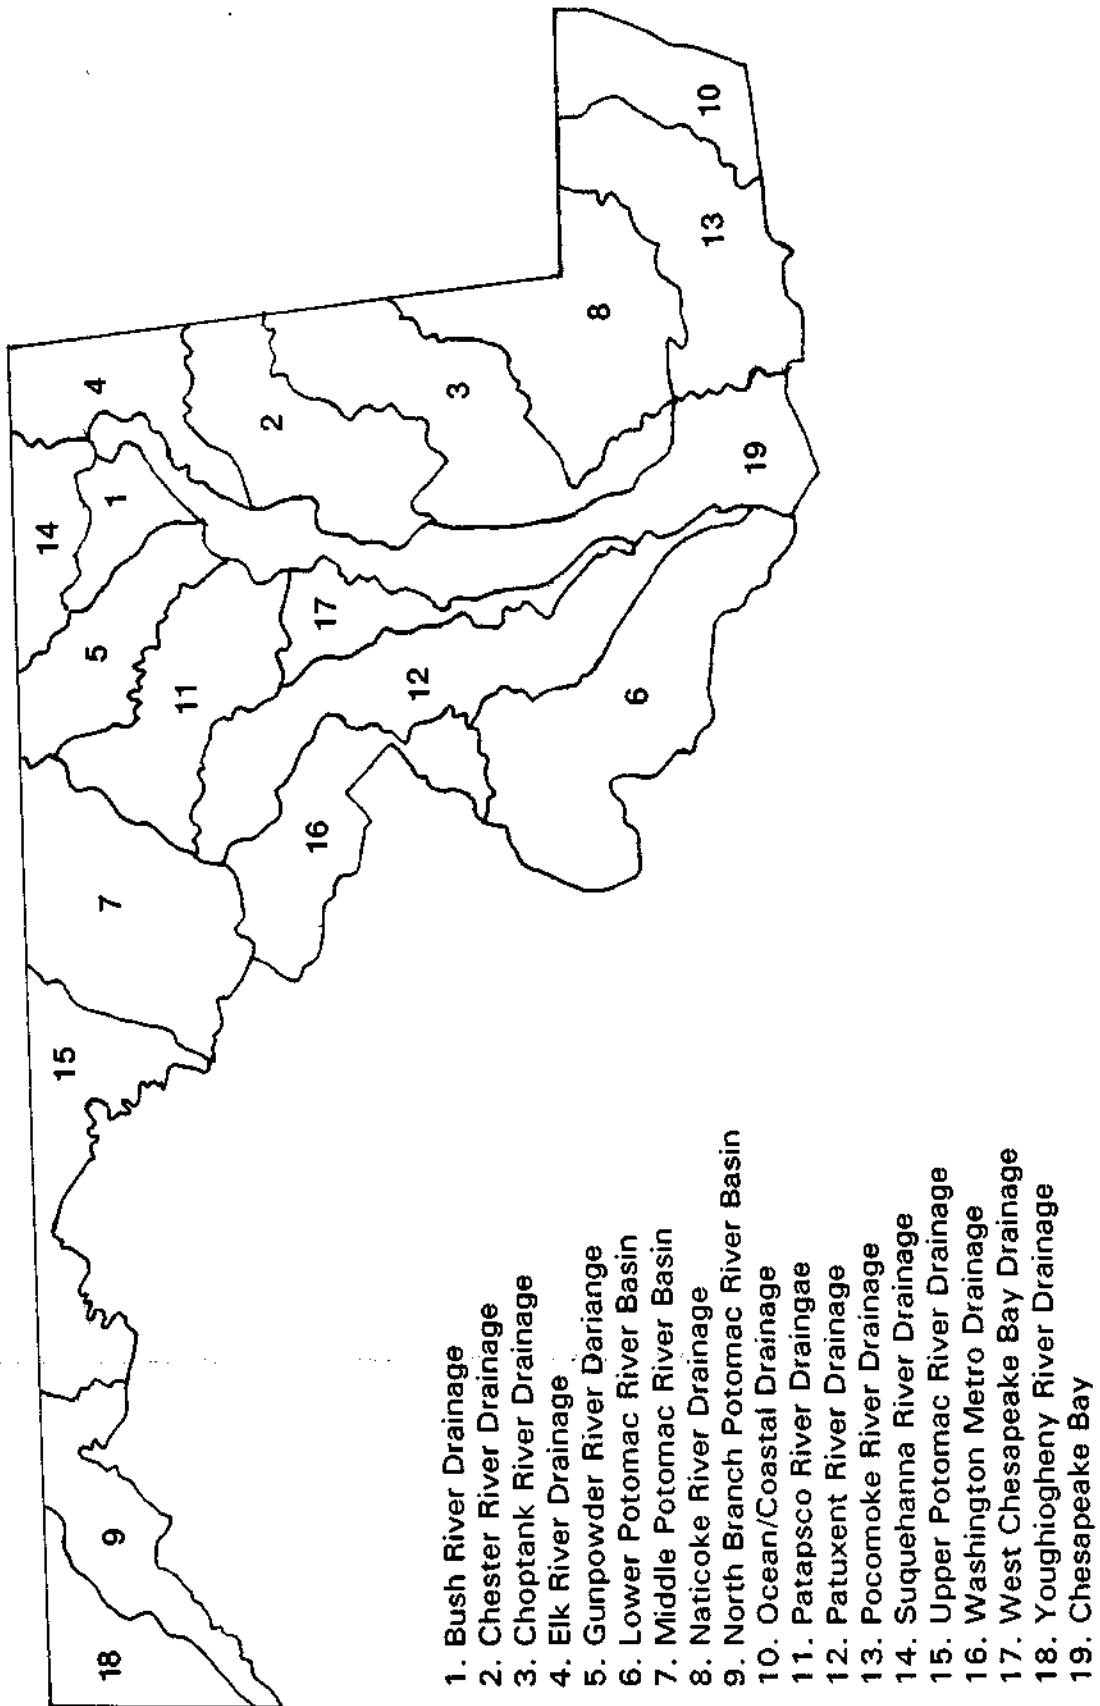 18
9
15
7
16
14
5
11
1
17
12
6
4
2
3
19
8
13
10
1. Bush River Drainage
2. Chester River Drainage
3. Choptank River Drainage
4. Elk River Drainage
5. Gunpowder River Dariange
6. Lower Potomac River Basin
7. Middle Potomac River Basin
8. Naticoke River Drainage
9. North Branch Potomac River Basin
10. Ocean/Coastal Drainage
11. Patapsco River Draingae
12. Patuxent River Drainage
13. Pocomoke River Drainage
14. Suquehanna River Drainage
15. Upper Potomac River Drainage
16. Washington Metro Drainage
17. West Chesapeake Bay Drainage
18. Youghiogheny River Drainage
19. Chesapeake Bay